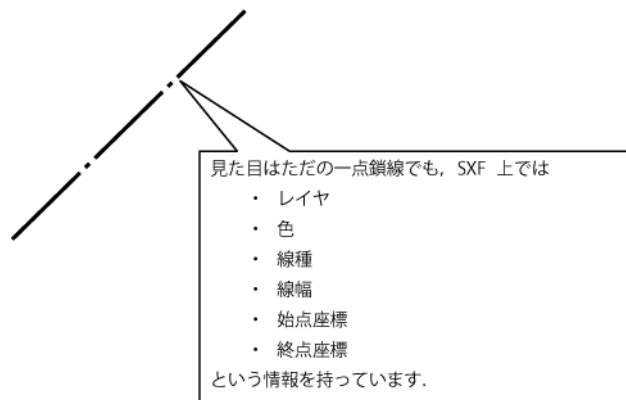 見た目はただの一点鎖線でも，SXF 上では
・ レイヤ
・ 色
・ 線種
・ 線幅
・ 始点座標
・ 終点座標
という情報を持っています．